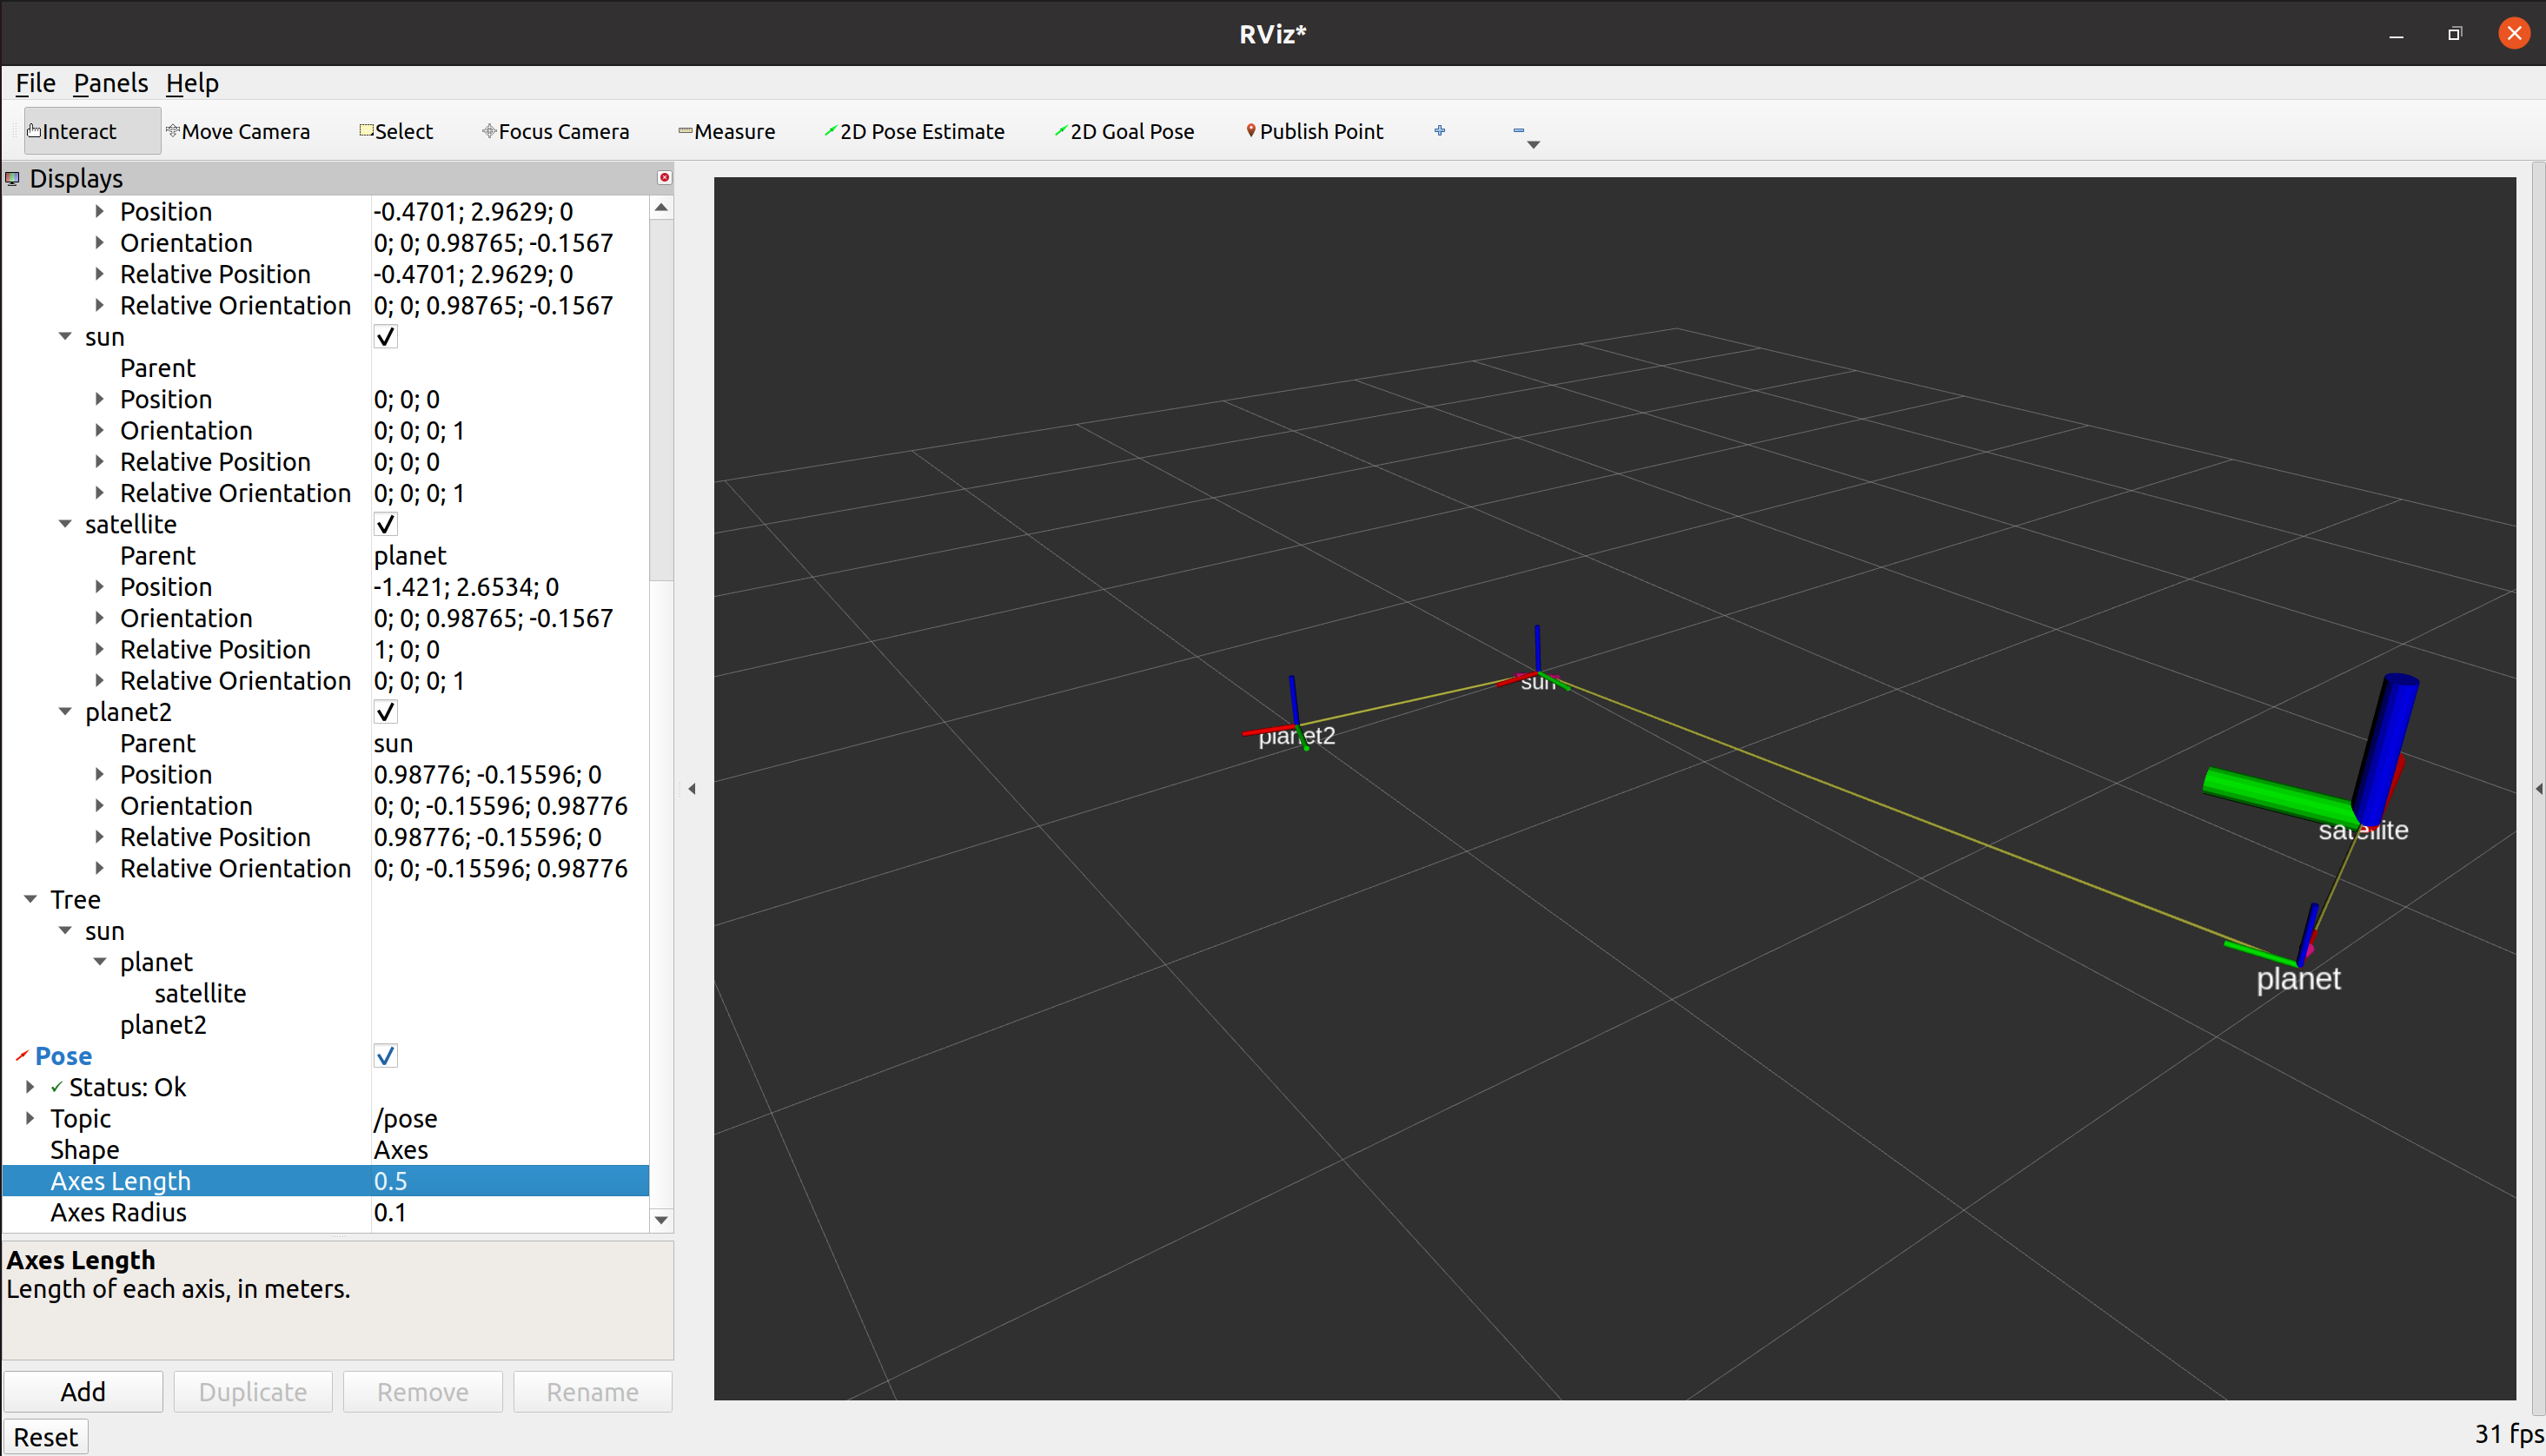 RViz*
File Panels Help
Interact Move Camera Select Focus Camera Measure 2D Pose Estimate 2D Goal Pose Publish Point
Displays
Position -0.4701; 2.9629; 0
Orientation 0; 0; 0.98765; -0.1567
Relative Position -0.4701; 2.9629; 0
Relative Orientation 0; 0; 0.98765; -0.1567
sun
Parent
Position 0; 0; 0
Orientation 0; 0; 0; 1
Relative Position 0; 0; 0
Relative Orientation 0; 0; 0; 1
satellite
Parent planet
Position -1.421; 2.6534; 0
Orientation 0; 0; 0.98765; -0.1567
Relative Position 1; 0; 0
Relative Orientation 0; 0; 0; 1
planet2
Parent sun
Position 0.98776; -0.15596; 0
Orientation 0; 0; -0.15596; 0.98776
Relative Position 0.98776; -0.15596; 0
Relative Orientation 0; 0; -0.15596; 0.98776
Tree
sun
planet
satellite
planet2
Pose
Status: Ok
Topic /pose
Shape Axes
Axes Length 0.5
Axes Radius 0.1
Axes Length
Length of each axis, in meters.
Add Duplicate Remove Rename
Reset
sun
planet2
satellite
planet
31 fps